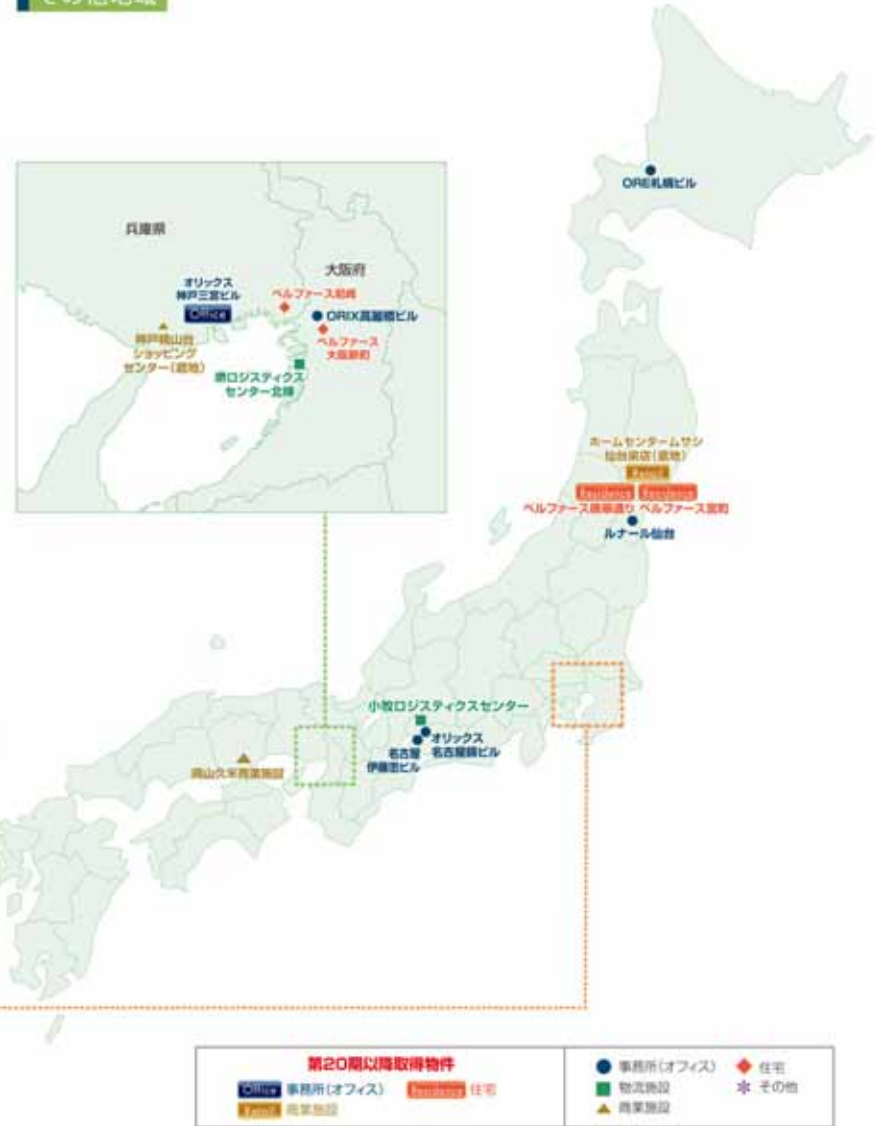 その他地域
ORE札幌ビル
兵庫県
大阪府
オリックス
神戸三宮ビル
Office
ベルファース尼崎
ORIX高麗橋ビル
ベルファース
大阪新町
神戸桃山台
ショッピング
センター(底地)
堺ロジスティクス
センター北棟
ホームセンタームサシ
仙台泉店(底地)
Retail
Residence Residence
ベルファース晩翠通り ベルファース宮町
ルナール仙台
小牧ロジスティクスセンター
オリックス
名古屋錦ビル
名古屋
伊藤忠ビル
岡山久米商業施設
第20期以降取得物件
Office 事務所(オフィス) Residence 住宅
Retail 商業施設
事務所(オフィス) 住宅
物流施設 その他
商業施設